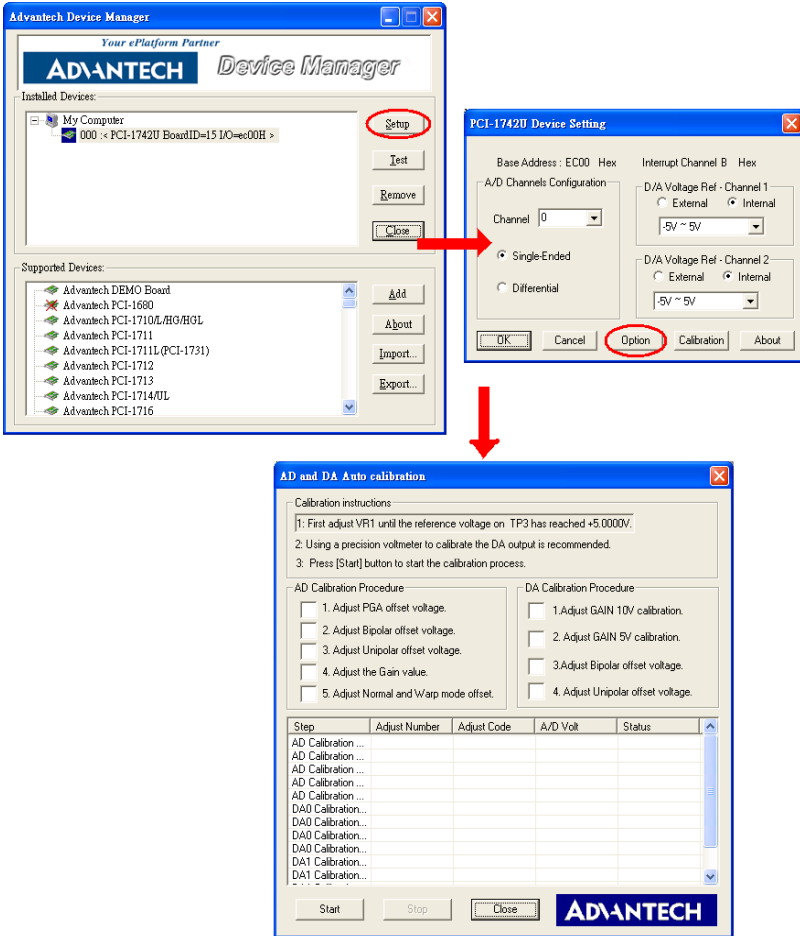 Advantech Device Manager
Your ePlatform Partner
ADVANTECH Device Manager
Installed Devices:
My Computer
000 :< PCI-1742U BoardID=15 I/O=ec00H >
Setup
Test
Remove
Close
Supported Devices:
Advantech DEMO Board
Advantech PCI-1680
Advantech PCI-1710/L/HG/HGL
Advantech PCI-1711
Advantech PCI-1711L(PCI-1731)
Advantech PCI-1712
Advantech PCI-1713
Advantech PCI-1714/UL
Advantech PCI-1716
Add
About
Import...
Export...
PCI-1742U Device Setting
Base Address : EC00 Hex Interrupt Channel B Hex
A/D Channels Configuration
Channel 0
Single-Ended
Differential
D/A Voltage Ref - Channel 1
External Internal
-5V ~ 5V
D/A Voltage Ref - Channel 2
External Internal
-5V ~ 5V
OK Cancel Option Calibration About
AD and DA Auto calibration
Calibration instructions
1: First adjust VR1 until the reference voltage on TP3 has reached +5.0000V.
2: Using a precision voltmeter to calibrate the DA output is recommended.
3: Press [Start] button to start the calibration process.
AD Calibration Procedure
1. Adjust PGA offset voltage.
2. Adjust Bipolar offset voltage.
3. Adjust Unipolar offset voltage.
4. Adjust the Gain value.
5. Adjust Normal and Warp mode offset.
DA Calibration Procedure
1.Adjust GAIN 10V calibration.
2. Adjust GAIN 5V calibration.
3.Adjust Bipolar offset voltage.
4. Adjust Unipolar offset voltage.
Step Adjust Number Adjust Code A/D Volt Status
AD Calibration ...
AD Calibration ...
AD Calibration ...
AD Calibration ...
AD Calibration ...
DA0 Calibration...
DA0 Calibration...
DA0 Calibration...
DA0 Calibration...
DA1 Calibration...
DA1 Calibration...
Start Stop Close ADVANTECH